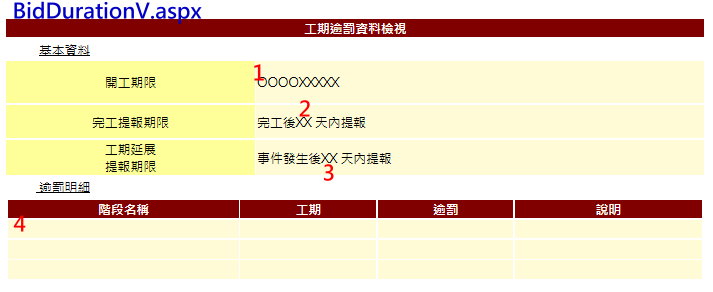 BidDurationV.aspx
工期逾罰資料檢視
基本資料
1
開工期限 OOOOXXXXX
2
完工提報期限 完工後XX 天內提報
工期延展
提報期限 事件發生後XX 天內提報
3
逾罰明細
階段名稱 工期 逾罰 說明
4